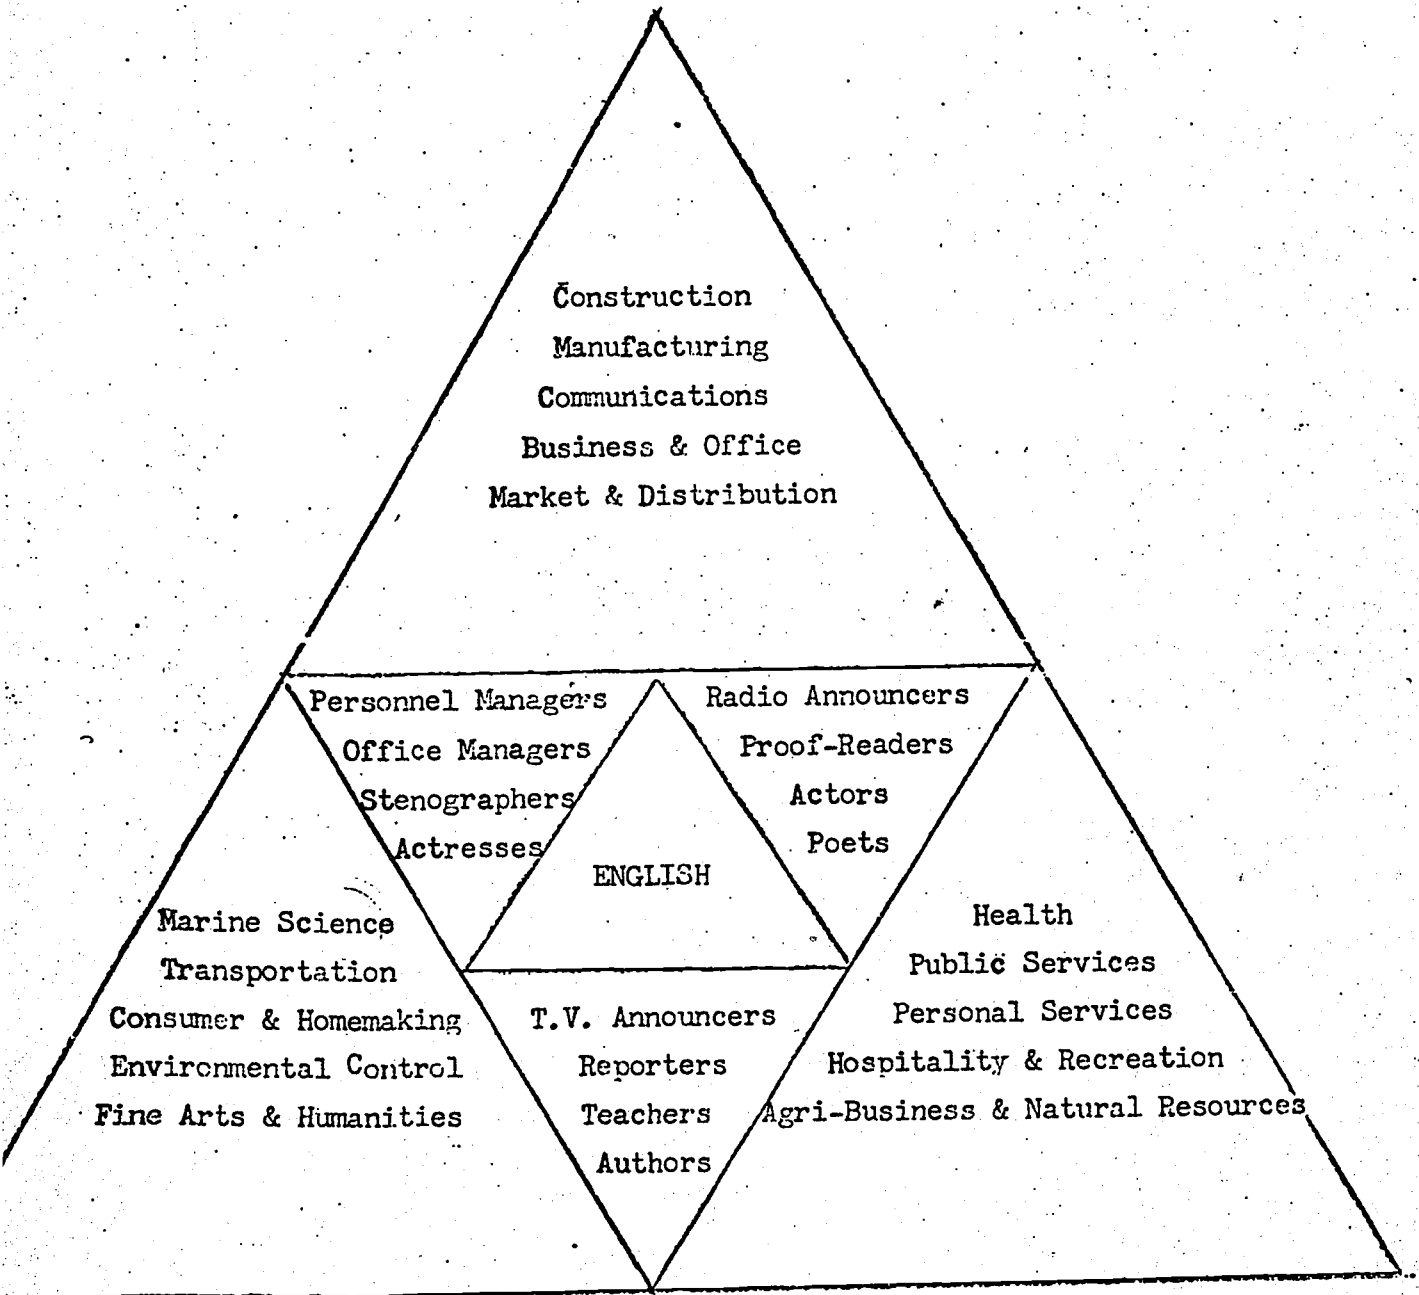 Construction
Manufacturing
Communications
Business & Office
Market & Distribution
Personnel Managers
Office Managers
Stenographers
Actresses
Radio Announcers
Proof-Readers
Actors
Poets
ENGLISH
Marine Science
Transportation
Consumer & Homemaking
Environmental Control
Fine Arts & Humanities
T.V. Announcers
Reporters
Teachers
Authors
Health
Public Services
Personal Services
Hospitality & Recreation
Agri-Business & Natural Resources